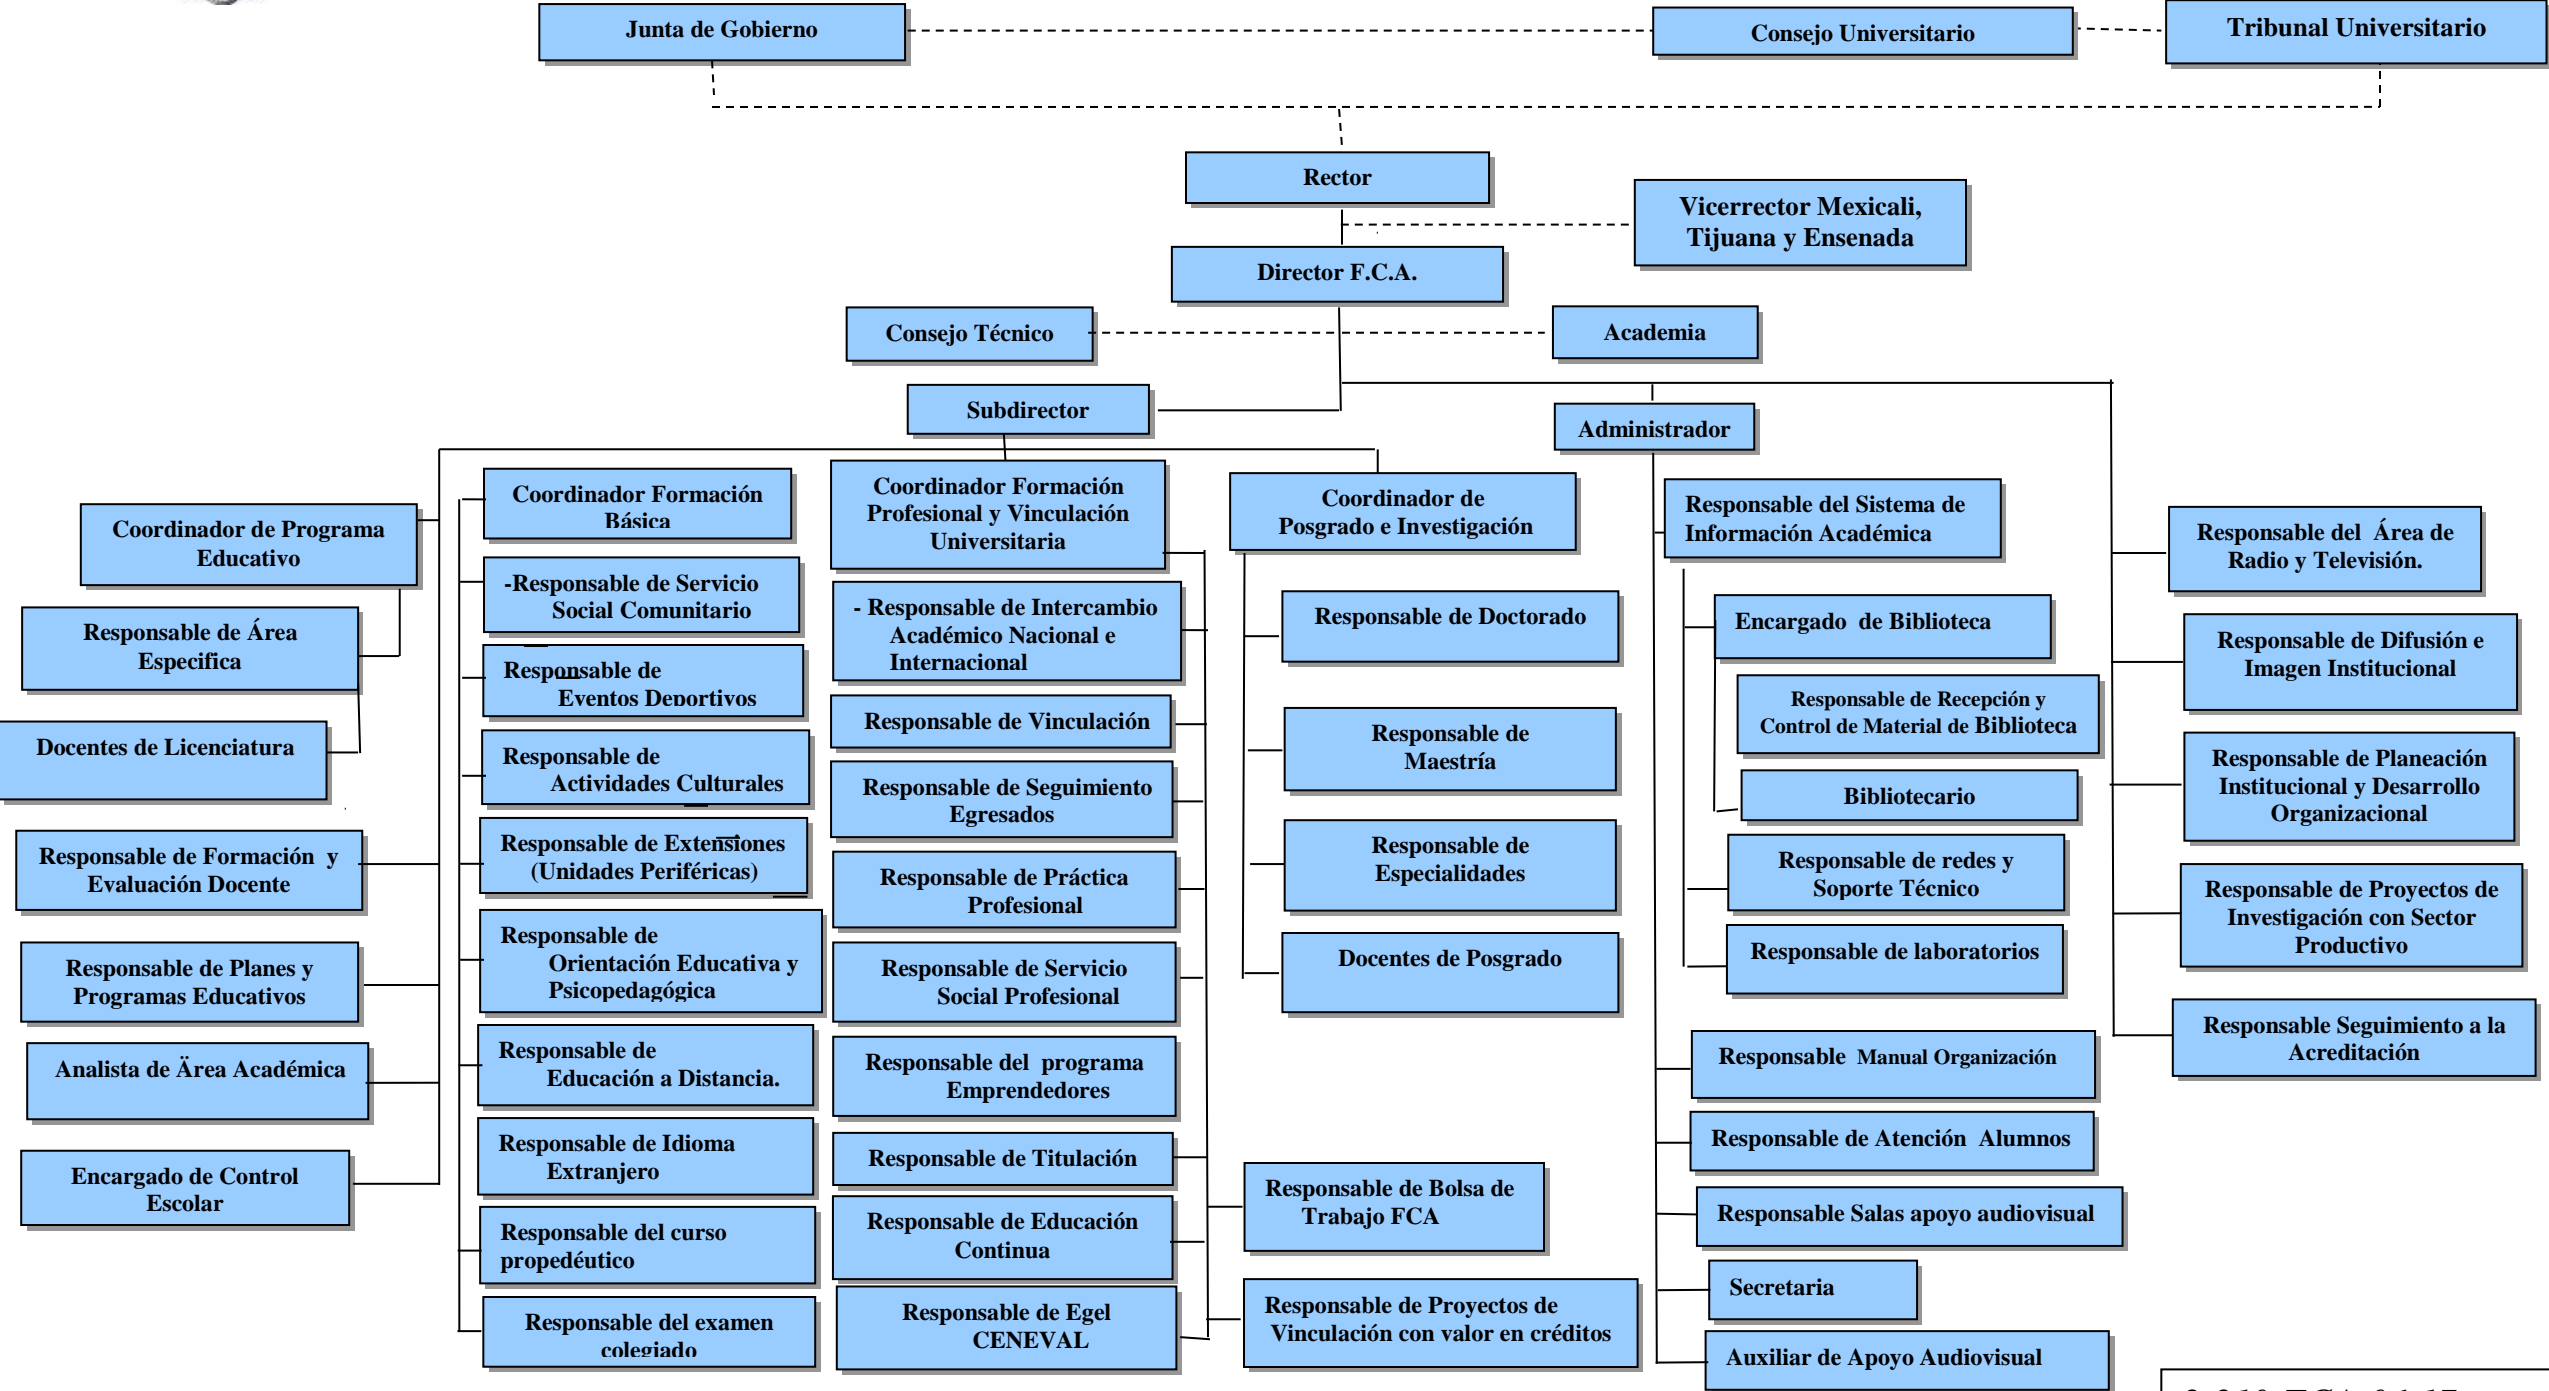 Junta de Gobierno
Consejo Universitario
Tribunal Universitario
Rector
Vicerrector Mexicali,
Tijuana y Ensenada
Director F.C.A.
Consejo Técnico
Academia
Subdirector
Administrador
Coordinador de Programa
Educativo
Responsable de Área
Especifica
Docentes de Licenciatura
Responsable de Formación y
Evaluación Docente
Responsable de Planes y
Programas Educativos
Analista de Ärea Académica
Encargado de Control
Escolar
Coordinador Formación
Básica
-Responsable de Servicio
Social Comunitario
Responsable de
Eventos Deportivos
Responsable de
Actividades Culturales
Responsable de Extensiones
(Unidades Periféricas)
Responsable de
Orientación Educativa y
Psicopedagógica
Responsable de
Educación a Distancia.
Responsable de Idioma
Extranjero
Responsable del curso
propedéutico
Responsable del examen
colegiado
Coordinador Formación
Profesional y Vinculación
Universitaria
- Responsable de Intercambio
Académico Nacional e
Internacional
Responsable de Vinculación
Responsable de Seguimiento
Egresados
Responsable de Práctica
Profesional
Responsable de Servicio
Social Profesional
Responsable del programa
Emprendedores
Responsable de Titulación
Responsable de Educación
Continua
Responsable de Egel
CENEVAL
Coordinador de
Posgrado e Investigación
Responsable de Doctorado
Responsable de
Maestría
Responsable de
Especialidades
Docentes de Posgrado
Responsable de Bolsa de
Trabajo FCA
Responsable de Proyectos de
Vinculación con valor en créditos
Responsable del Sistema de
Información Académica
Encargado de Biblioteca
Responsable de Recepción y
Control de Material de Biblioteca
Bibliotecario
Responsable de redes y
Soporte Técnico
Responsable de laboratorios
Responsable Manual Organización
Responsable de Atención Alumnos
Responsable Salas apoyo audiovisual
Secretaria
Auxiliar de Apoyo Audiovisual
Responsable del Área de
Radio y Televisión.
Responsable de Difusión e
Imagen Institucional
Responsable de Planeación
Institucional y Desarrollo
Organizacional
Responsable de Proyectos de
Investigación con Sector
Productivo
Responsable Seguimiento a la
Acreditación